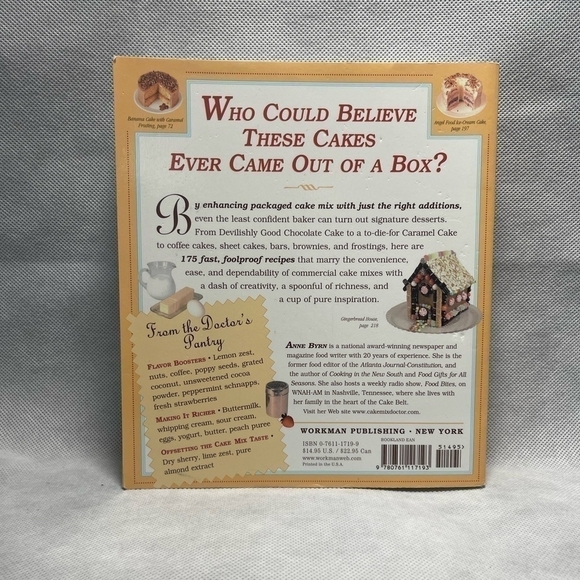 Banana Cake with Caramel
Frosting, page 72
Angel Food Ice-Cream Cake,
page 197
WHO COULD BELIEVE
THESE CAKES
EVER CAME OUT OF A BOX?
By enhancing packaged cake mix with just the right additions,
even the least confident baker can turn out signature desserts.
From Devilishly Good Chocolate Cake to a to-die-for Caramel Cake
to coffee cakes, sheet cakes, bars, brownies, and frostings, here are
175 fast, foolproof recipes that marry the convenience,
ease, and dependability of commercial cake mixes with
a dash of creativity, a spoonful of richness, and
a cup of pure inspiration.
Gingerbread House,
page 218
From the Doctor's
Pantry
FLAVOR BOOSTERS • Lemon zest,
nuts, coffee, poppy seeds, grated
coconut, unsweetened cocoa
powder, peppermint schnapps,
fresh strawberries
MAKING IT RICHER • Buttermilk,
whipping cream, sour cream,
eggs, yogurt, butter, peach puree
OFFSETTING THE CAKE MIX TASTE •
Dry sherry, lime zest, pure
almond extract
ANNE BYRN is a national award-winning newspaper and
magazine food writer with 20 years of experience. She is the
former food editor of the Atlanta Journal-Constitution, and
the author of Cooking in the New South and Food Gifts for All
Seasons. She also hosts a weekly radio show, Food Bites, on
WNAH-AM in Nashville, Tennessee, where she lives with
her family in the heart of the Cake Belt.
Visit her Web site www.cakemixdoctor.com.
WORKMAN PUBLISHING • NEW YORK
ISBN 0-7611-1719-8
$14.95 U.S. / $22.95 Can
www.workmanweb.com
Printed in the U.S.A.
BOOKLAND EAN
51495
9 780761 117193